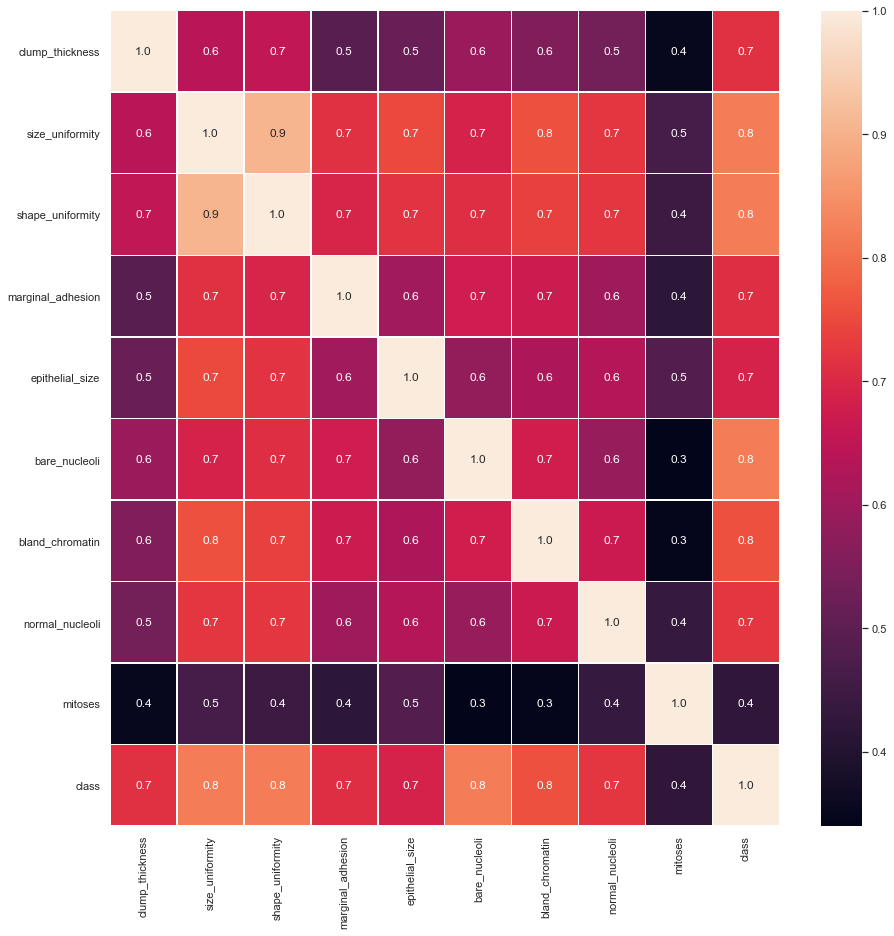 clump_thickness 1.0 0.6 0.7 0.5 0.5 0.6 0.6 0.5 0.4 0.7
size_uniformity 0.6 1.0 0.9 0.7 0.7 0.7 0.8 0.7 0.5 0.8
shape_uniformity 0.7 0.9 1.0 0.7 0.7 0.7 0.7 0.7 0.4 0.8
marginal_adhesion 0.5 0.7 0.7 1.0 0.6 0.7 0.7 0.6 0.4 0.7
epithelial_size 0.5 0.7 0.7 0.6 1.0 0.6 0.6 0.6 0.5 0.7
bare_nucleoli 0.6 0.7 0.7 0.7 0.6 1.0 0.7 0.6 0.3 0.8
bland_chromatin 0.6 0.8 0.7 0.7 0.6 0.7 1.0 0.7 0.3 0.8
normal_nucleoli 0.5 0.7 0.7 0.6 0.6 0.6 0.7 1.0 0.4 0.7
mitoses 0.4 0.5 0.4 0.4 0.5 0.3 0.3 0.4 1.0 0.4
class 0.7 0.8 0.8 0.7 0.7 0.8 0.8 0.7 0.4 1.0
clump_thickness
size_uniformity
shape_uniformity
marginal_adhesion
epithelial_size
bare_nucleoli
bland_chromatin
normal_nucleoli
mitoses
class
1.0
0.9
0.8
0.7
0.6
0.5
0.4